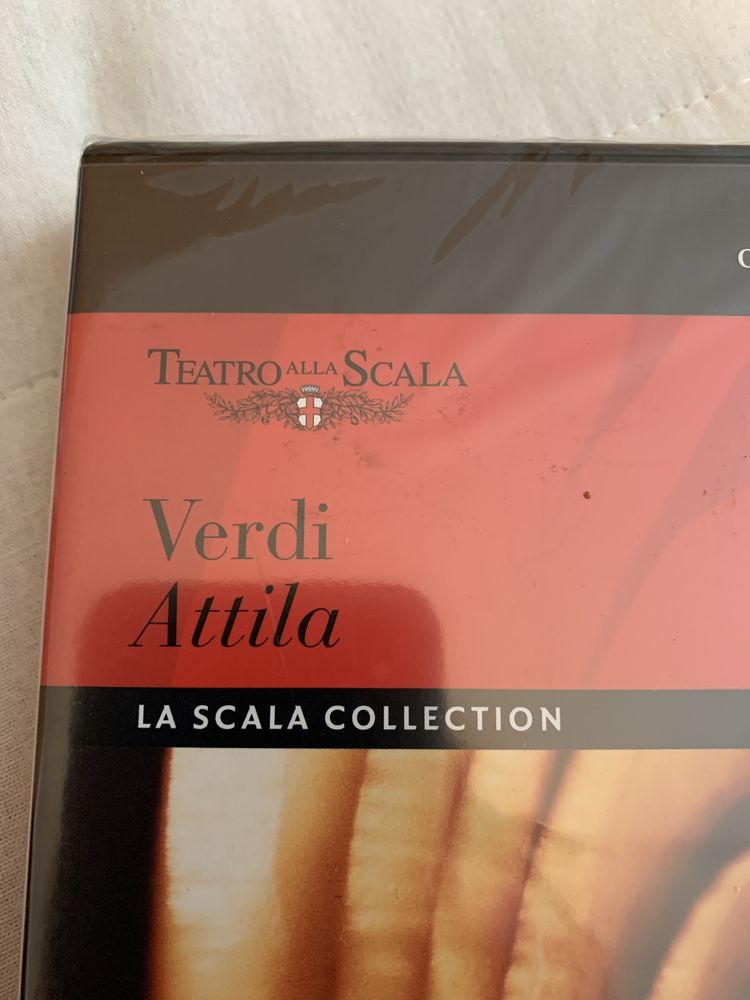 TEATRO ALLA SCALA
Verdi
Attila
LA SCALA COLLECTION